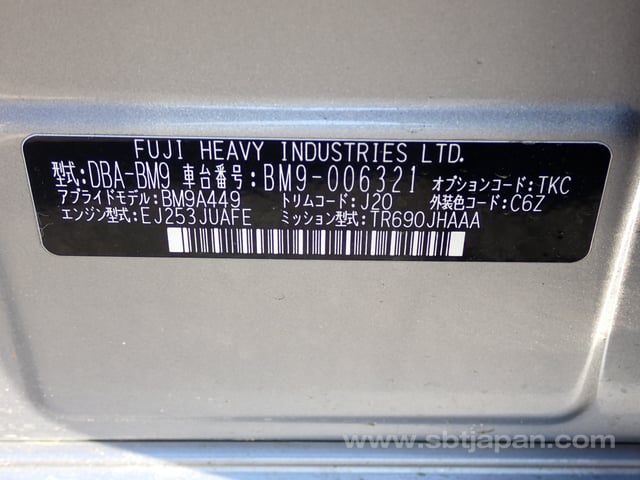 FUJI HEAVY INDUSTRIES LTD.
型式:DBA-BM9 車台番号:BM9-006321 オプションコード:TKC
アプライドモデル:BM9A449 トリムコード:J20 外装色コード:C6Z
エンジン型式:EJ253JUAFE ミッション型式:TR690JHAAA
www.sbtjapan.com